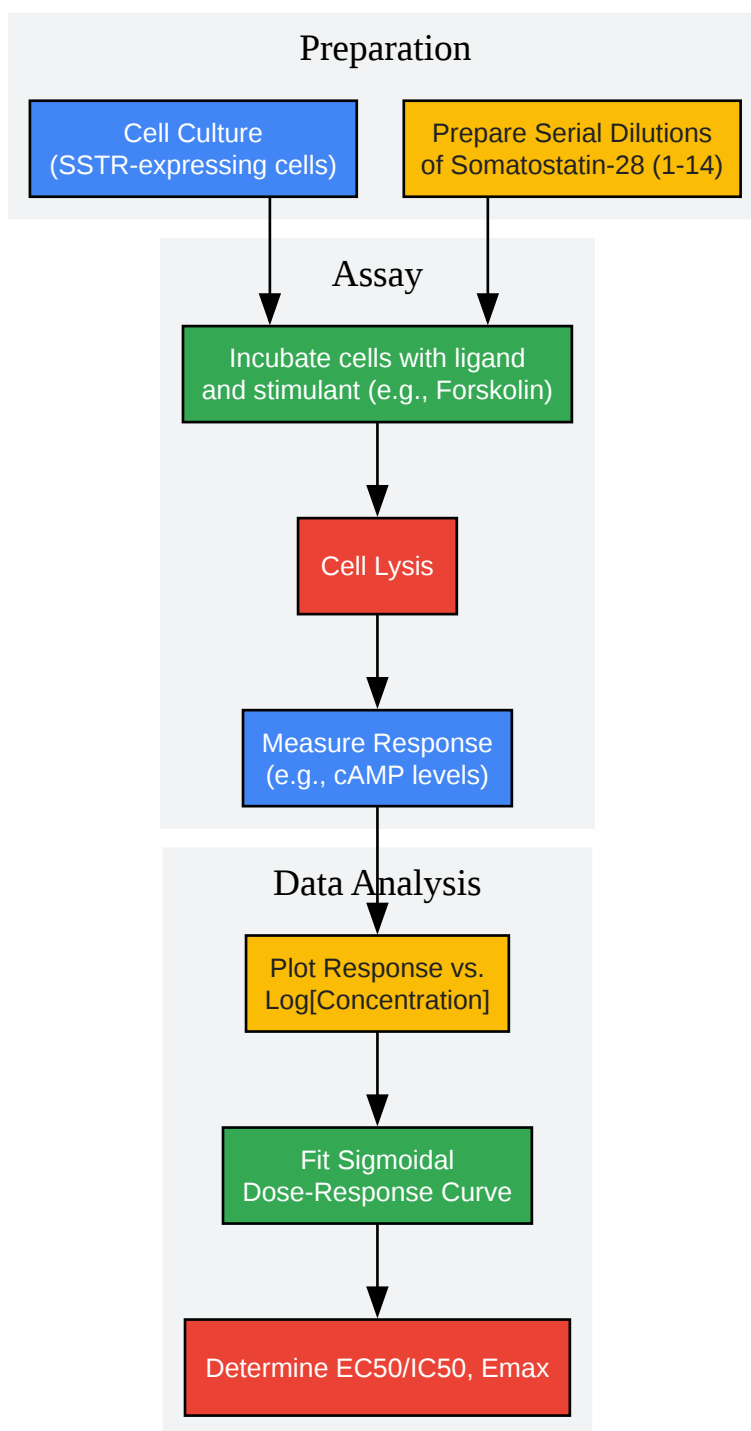 Preparation
Cell Culture
(SSTR-expressing cells)
Prepare Serial Dilutions
of Somatostatin-28 (1-14)
Assay
Incubate cells with ligand
and stimulant (e.g., Forskolin)
Cell Lysis
Measure Response
(e.g., cAMP levels)
Data Analysis
Plot Response vs.
Log[Concentration]
Fit Sigmoidal
Dose-Response Curve
Determine EC50/IC50, Emax